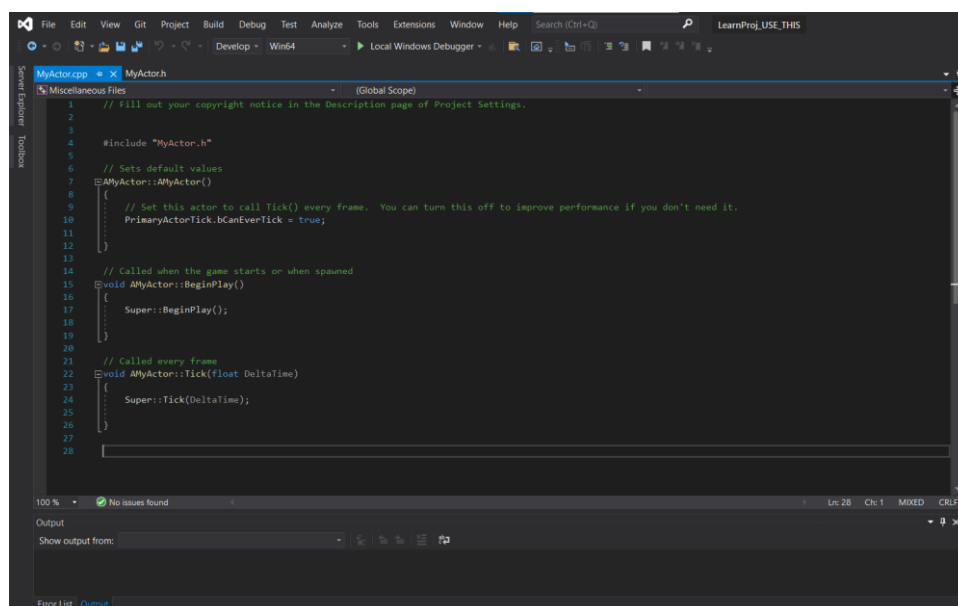 File Edit View Git Project Build Debug Test Analyze Tools Extensions Window Help Search (Ctrl+Q) LearnProj_USE_THIS
Develop Win64 Local Windows Debugger
MyActor.cpp MyActor.h
Miscellaneous Files (Global Scope)
Server Explorer
Toolbox
1 // Fill out your copyright notice in the Description page of Project Settings.
2
3
4 #include "MyActor.h"
5
6 // Sets default values
7 AMyActor::AMyActor()
8 {
9 // Set this actor to call Tick() every frame.  You can turn this off to improve performance if you don't need it.
10 PrimaryActorTick.bCanEverTick = true;
11
12 }
13
14 // Called when the game starts or when spawned
15 void AMyActor::BeginPlay()
16 {
17 Super::BeginPlay();
18
19 }
20
21 // Called every frame
22 void AMyActor::Tick(float DeltaTime)
23 {
24 Super::Tick(DeltaTime);
25
26 }
27
28
100 % No issues found Ln: 28 Ch: 1 MIXED CRLF
Output
Show output from:
Error List Output